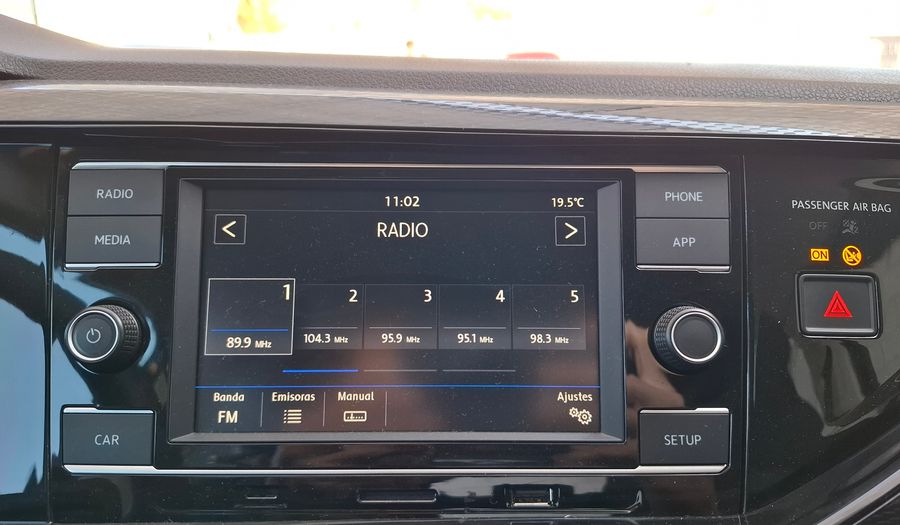 RADIO
MEDIA
CAR
11:02
19.5°C
<
RADIO
>
1
89.9 MHz
2
104.3 MHz
3
95.9 MHz
4
95.1 MHz
5
98.3 MHz
Banda
FM
Emisoras
Manual
Ajustes
PHONE
APP
SETUP
PASSENGER AIR BAG
OFF
ON